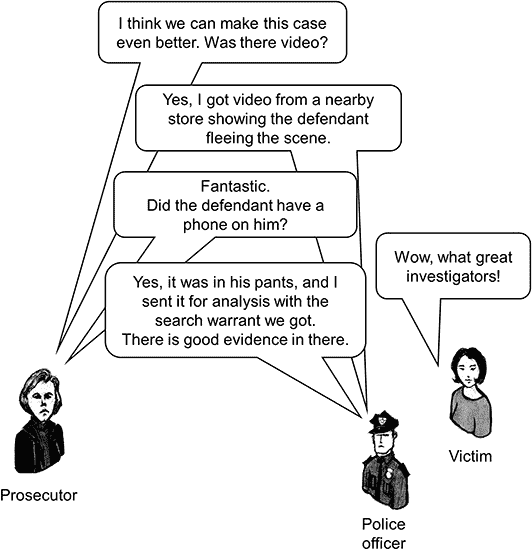 I think we can make this case
even better. Was there video?
Yes, I got video from a nearby
store showing the defendant
fleeing the scene.
Fantastic.
Did the defendant have a
phone on him?
Yes, it was in his pants, and I
sent it for analysis with the
search warrant we got.
There is good evidence in there.
Wow, what great
investigators!
Prosecutor
Police
officer
Victim